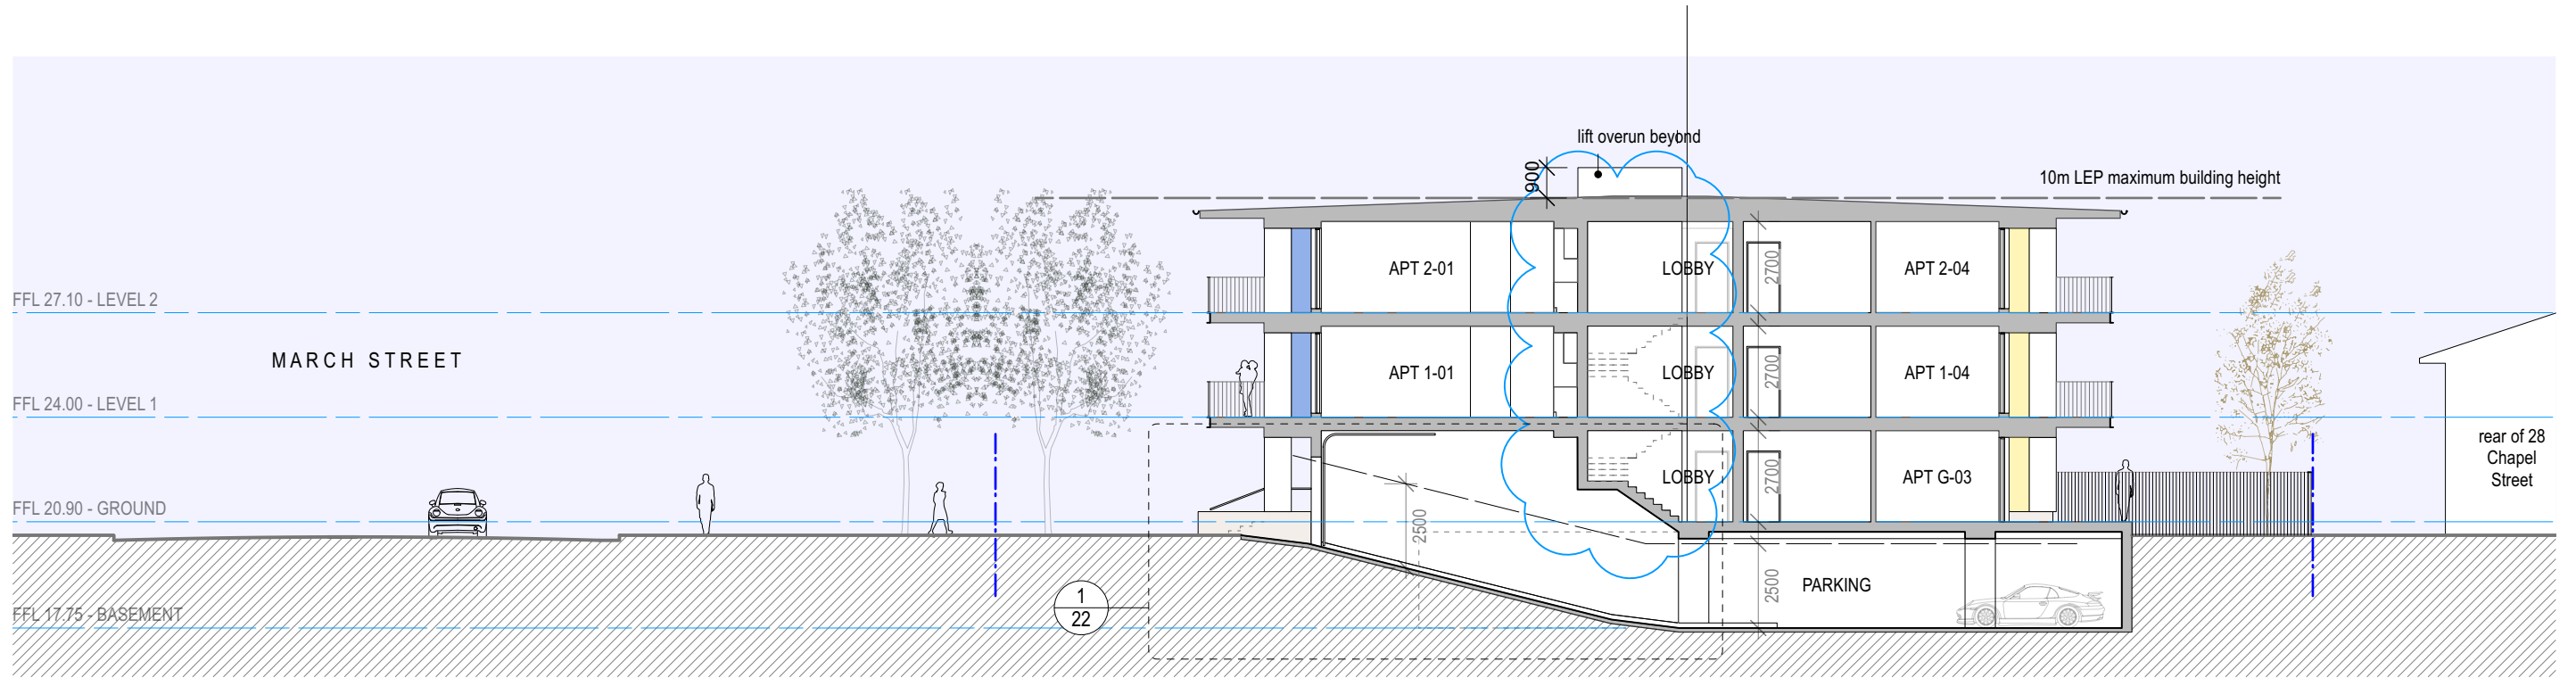 lift overun beyond
900
10m LEP maximum building height
APT 2-01
LOBBY
2700
APT 2-04
FFL 27.10 - LEVEL 2
MARCH STREET
APT 1-01
LOBBY
2700
APT 1-04
FFL 24.00 - LEVEL 1
rear of 28
Chapel
Street
LOBBY
2700
APT G-03
FFL 20.90 - GROUND
2500
PARKING
2500
1
22
FFL 17.75 - BASEMENT